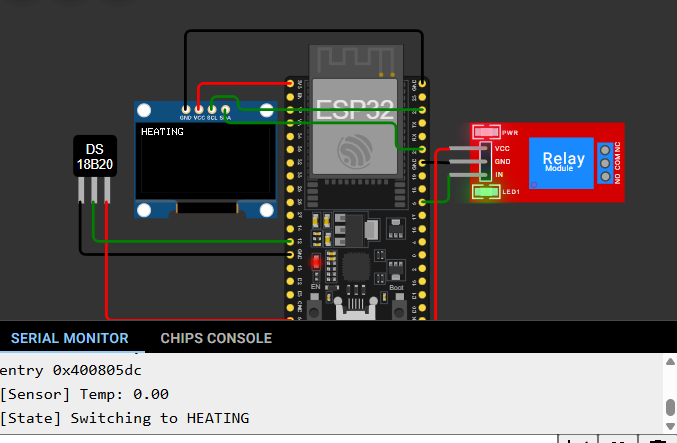 ESP32
GND VCC SCL SDA
HEATING
DS
18B20
PWR
VCC
GND
IN
Relay
Module
NO COM NC
LED1
EN
Boot
SERIAL MONITOR
CHIPS CONSOLE
entry 0x400805dc
[Sensor] Temp: 0.00
[State] Switching to HEATING